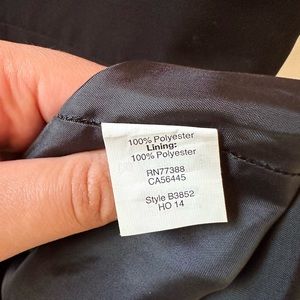 100% Polyester
Lining:
100% Polyester
RN77388
CA56445
Style B3852
HO 14